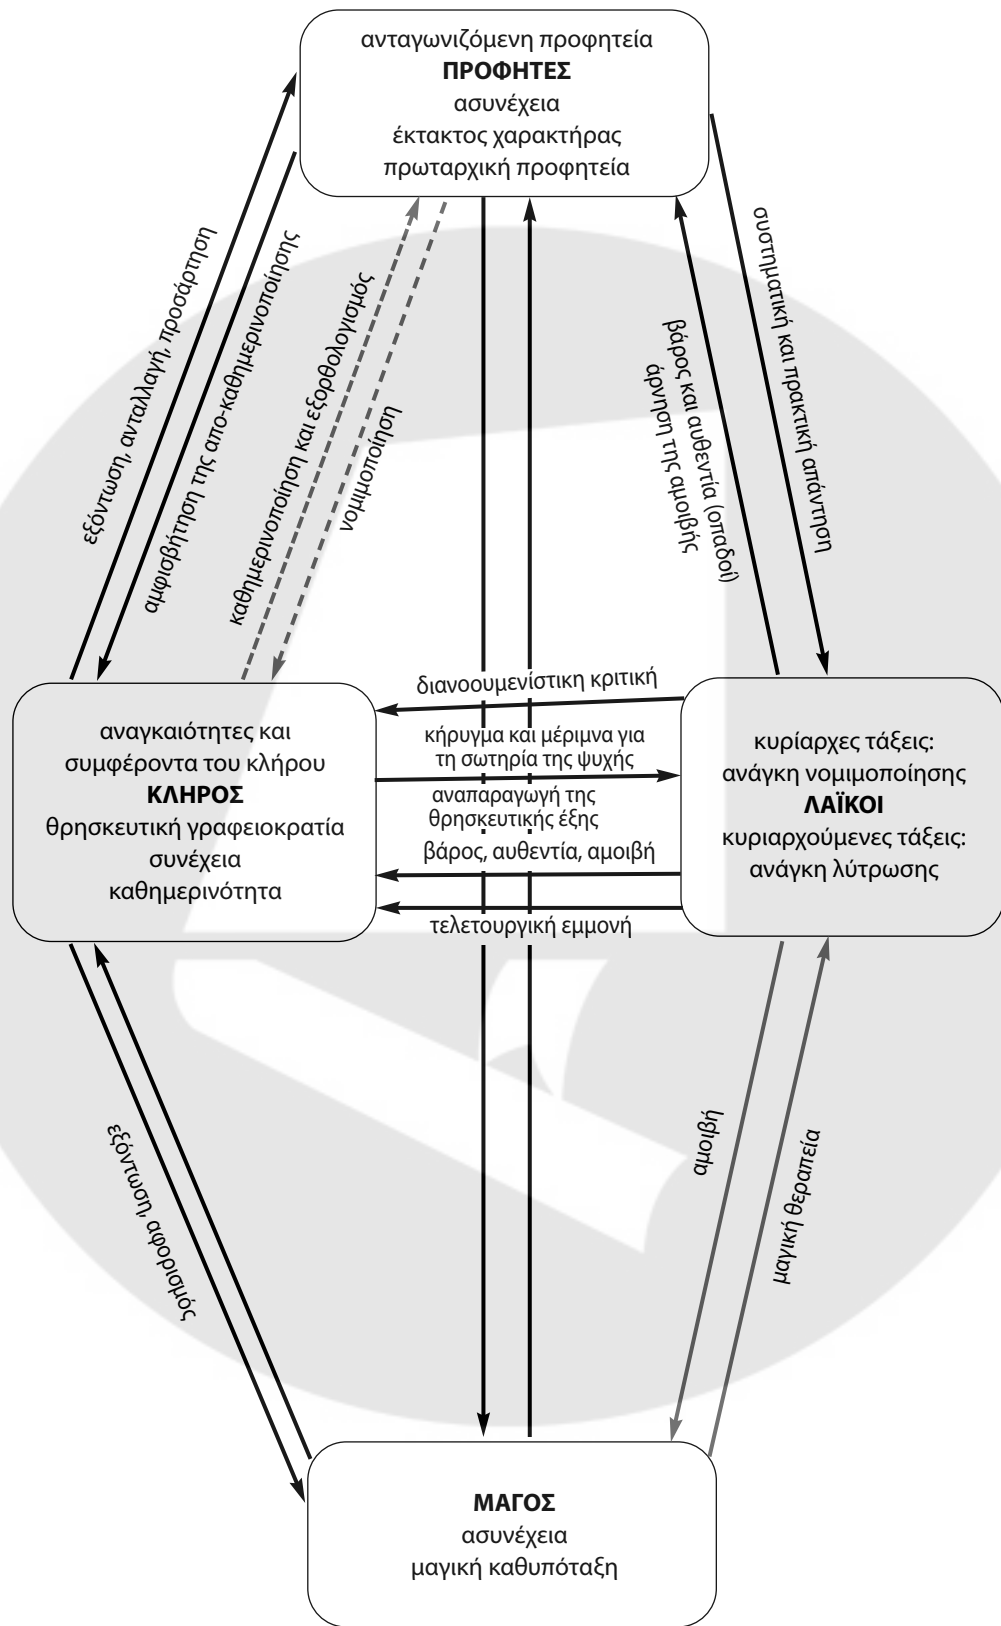 ανταγωνιζόμενη προφητεία
ΠΡΟΦΗΤΕΣ
ασυνέχεια
έκτακτος χαρακτήρας
πρωταρχική προφητεία
εξόντωση, ανταλλαγή, προσάρτηση
αμφισβήτηση της απο-καθημερινοποίησης
καθημερινοποίηση και εξορθολογισμός
νομιμοποίηση
βάρος και αυθεντία (οπαδοί)
άρνηση της αμοιβής
συστηματική και πρακτική απάντηση
αναγκαιότητες και
συμφέροντα του κλήρου
ΚΛΗΡΟΣ
θρησκευτική γραφειοκρατία
συνέχεια
καθημερινότητα
διανοουμενίστικη κριτική
κήρυγμα και μέριμνα για
τη σωτηρία της ψυχής
αναπαραγωγή της
θρησκευτικής έξης
βάρος, αυθεντία, αμοιβή
τελετουργική εμμονή
κυρίαρχες τάξεις:
ανάγκη νομιμοποίησης
ΛΑΪΚΟΙ
κυριαρχούμενες τάξεις:
ανάγκη λύτρωσης
εξόντωση, αφορισμός
αμοιβή
μαγική θεραπεία
ΜΑΓΟΣ
ασυνέχεια
μαγική καθυπόταξη